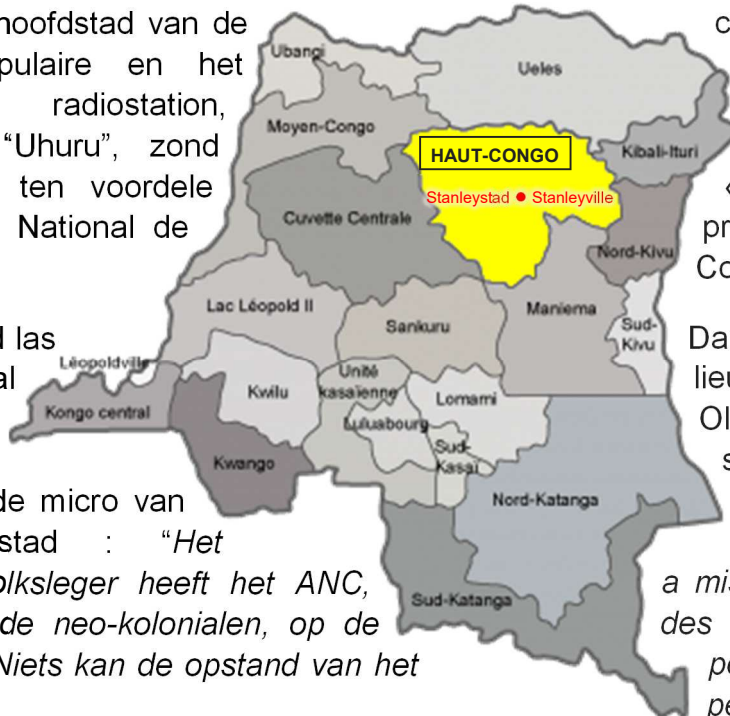 hoofdstad van de
pulaire en het
radiostation,
“Uhuru”, zond
ten voordele
National de
las
al
de micro van
stad : “Het
olksleger heeft het ANC,
de neo-kolonialen, op de
Niets kan de opstand van het
Ubangi
Ueles
Moyen-Congo
HAUT-CONGO
Kibali-Ituri
Stanleystad • Stanleyville
Cuvette Centrale
Nord-Kivu
Lac Léopold II
Sankuru
Maniema
Sud-
Kivu
Léopoldville
Kongo central
Kwilu
Unité
kasaïenne
Lomami
Luluabourg
Sud-
Kasaï
Kwango
Nord-Katanga
Sud-Katanga
c
«
pr
Co
Da
lieu
Ol
s
a mis
des
pe